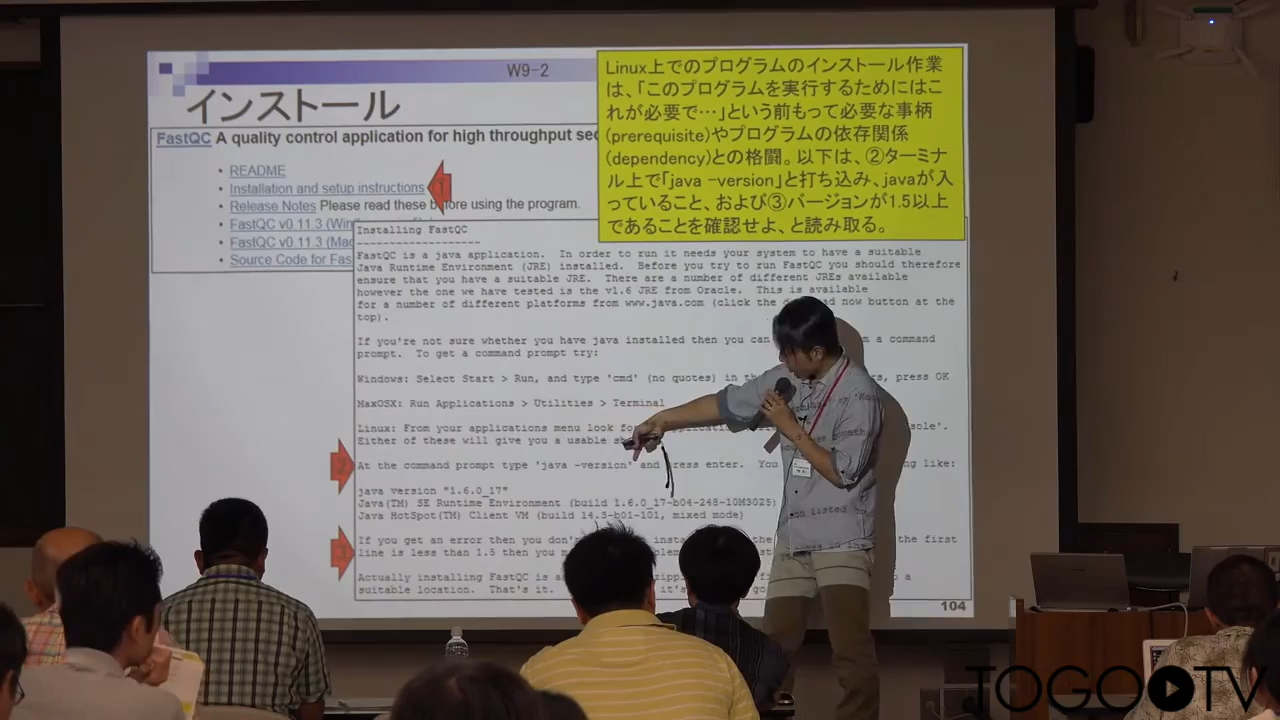 W9-2
インストール
Linux上でのプログラムのインストール作業
は、「このプログラムを実行するためにはこ
れが必要で…」という前もって必要な事柄
(prerequisite)やプログラムの依存関係
(dependency)との格闘。以下は、②ターミナ
ル上で「java –version」と打ち込み、javaが入
っていること、および③バージョンが1.5以上
であることを確認せよ、と読み取る。
FastQC A quality control application for high throughput
• README
• Installation and setup instructions
①
• Release Notes Please read these before using the program.
• FastQC v0.11.3
• FastQC v0.11.3
• Source Code for
Installing FastQC
-------------------
FastQC is a java application. In order to run it needs your system to have a suitable
Java Runtime Environment (JRE) installed. Before you try to run FastQC you should therefore
ensure that you have a suitable JRE. There are a number of different JREs available
however the one we have tested is the v1.6 JRE from Oracle. This is available
for a number of different platforms from www.java.com (click the now button at the
top).
If you're not sure whether you have java installed then you can a command
prompt. To get a command prompt try:
Windows: Select Start > Run, and type 'cmd' (no quotes) in press OK
MaxOSX: Run Applications > Utilities > Terminal
Linux: From your applications menu look
Either of these will give you a usable
②
At the command prompt type 'java -version' and press enter. You like:
java version "1.6.0_17"
Java(TM) SE Runtime Environment (build 1.6.0_17-b04-248-10M3025)
Java HotSpot(TM) Client VM (build 14.3-b01-101, mixed mode)
③
If you get an error then you don't the first
line is less than 1.5 then you
Actually installing FastQC is a
suitable location. That's it.
104
TOGO TV